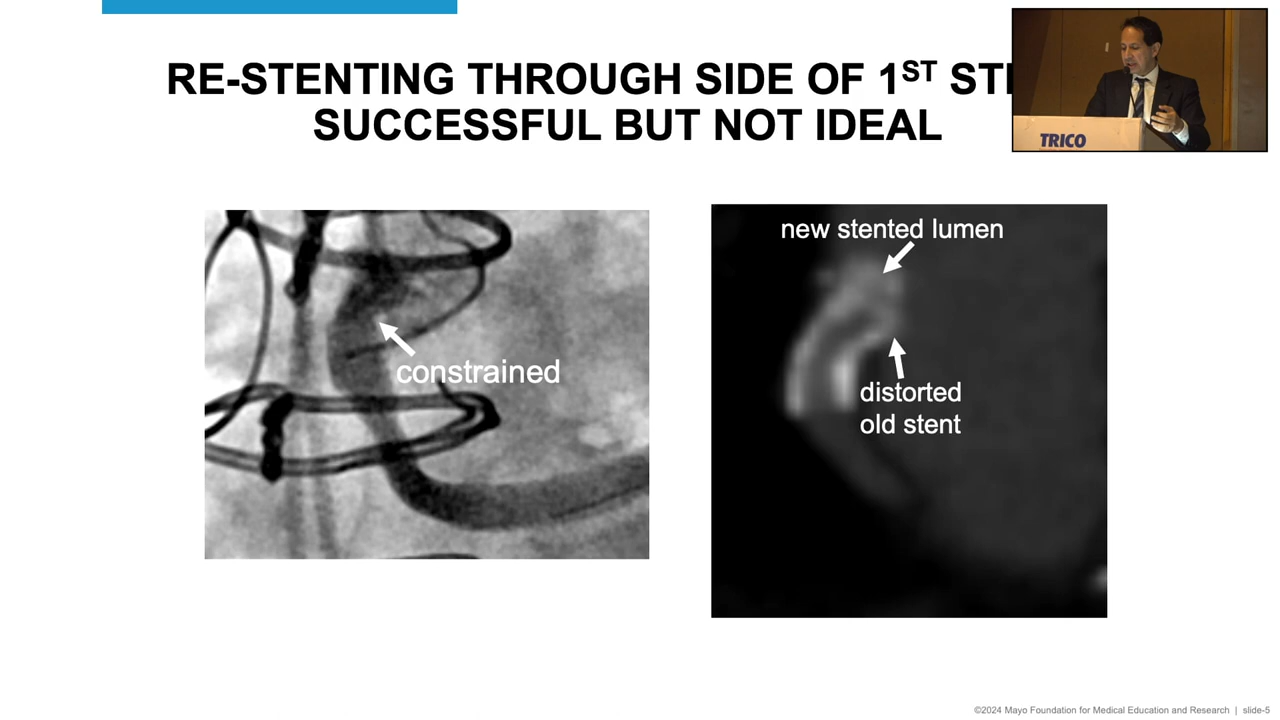 RE-STENTING THROUGH SIDE OF 1ST
SUCCESSFUL BUT NOT IDEAL
TRICO
constrained
new stented lumen
distorted
old stent
©2024 Mayo Foundation for Medical Education and Research | slide-5